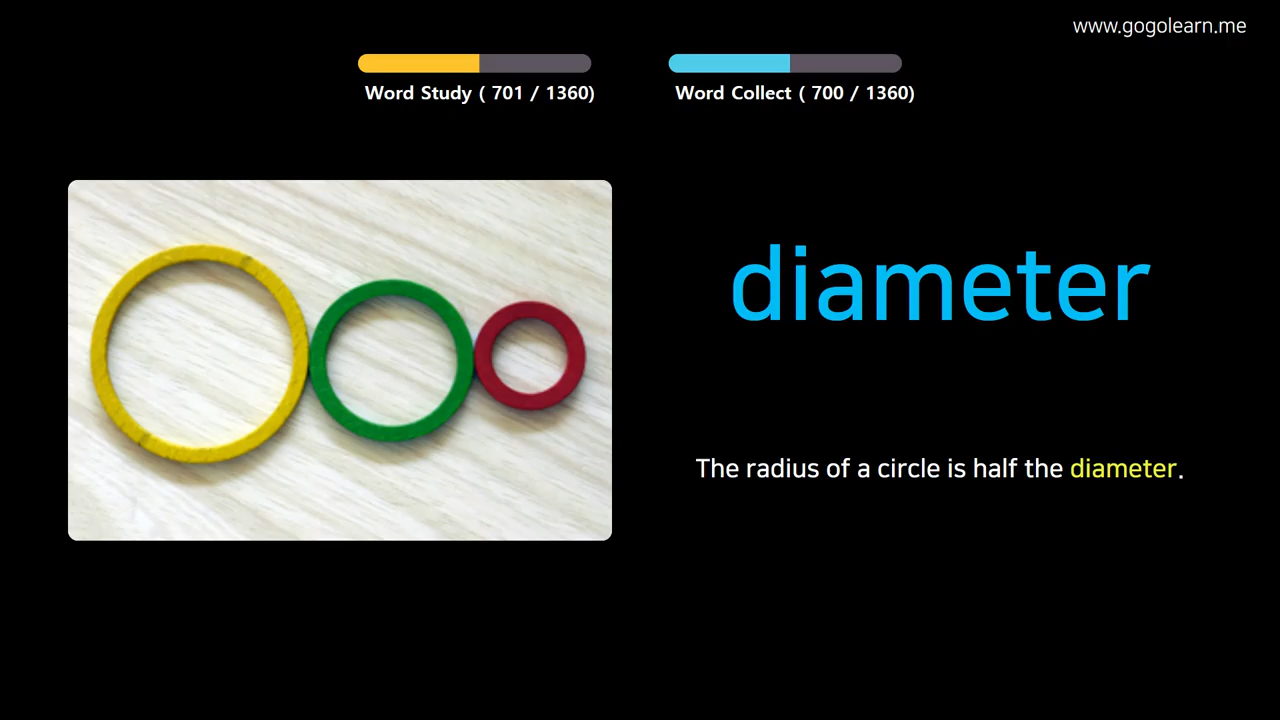 www.gogolearn.me
Word Study ( 701 / 1360)
Word Collect ( 700 / 1360)
diameter
The radius of a circle is half the diameter.